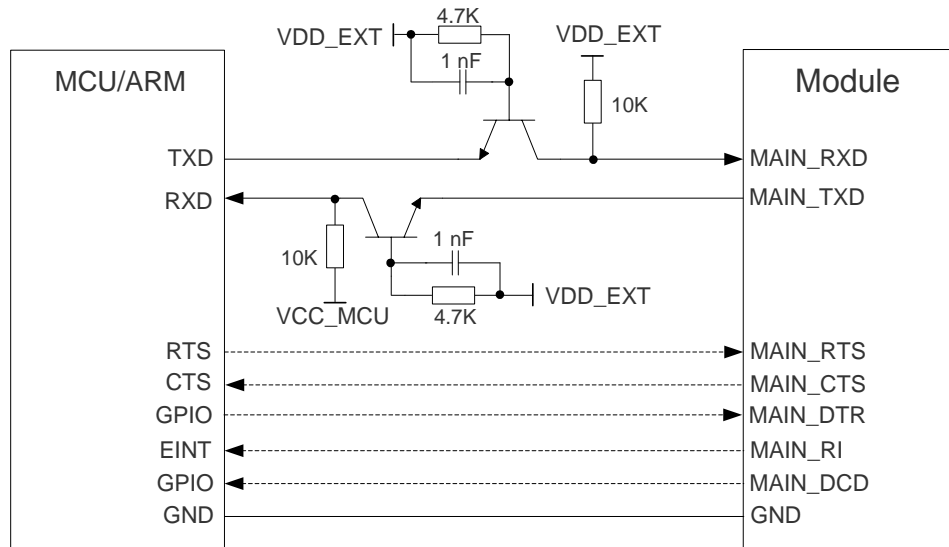 4.7K
VDD_EXT
VDD_EXT
1 nF
MCU/ARM
Module
10K
TXD
MAIN_RXD
RXD
MAIN_TXD
1 nF
10K
VDD_EXT
VCC_MCU
4.7K
RTS
MAIN_RTS
CTS
MAIN_CTS
GPIO
MAIN_DTR
EINT
MAIN_RI
GPIO
MAIN_DCD
GND
GND